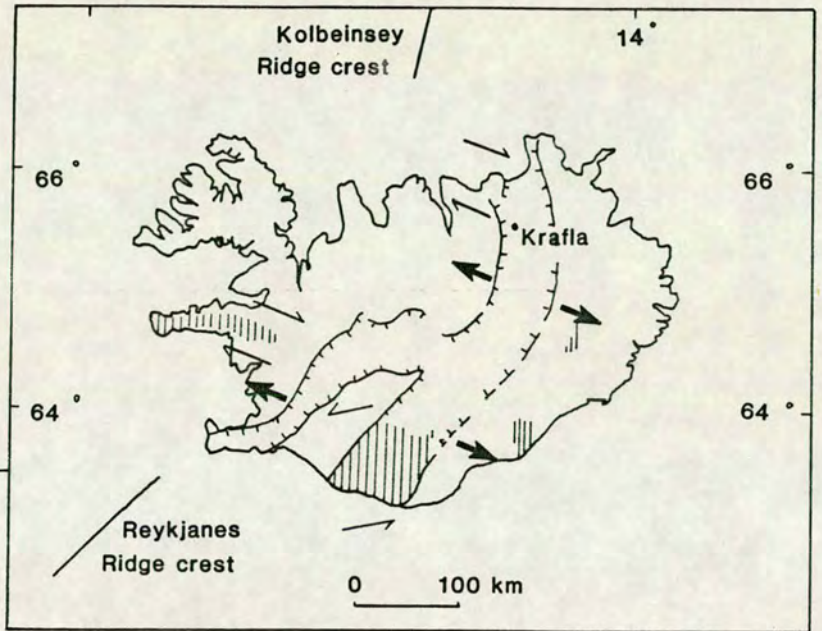 Kolbeinsey
Ridge crest
14°
66°
66°
Krafla
64°
64°
Reykjanes
Ridge crest
0 100 km